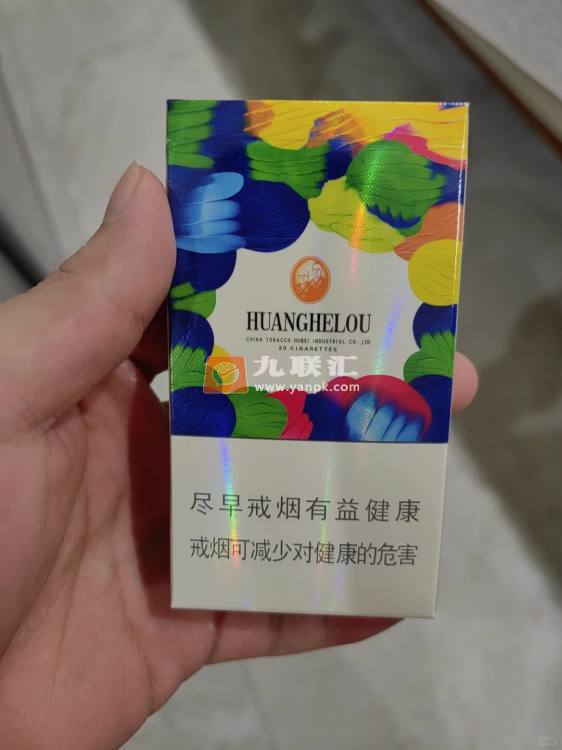 HUANGHELOU
CHINA TOBACCO HUBEI INDUSTRIAL CO.,LTD
20 CIGARETTES
九联汇
www.yanpk.com
尽早戒烟有益健康
戒烟可减少对健康的危害